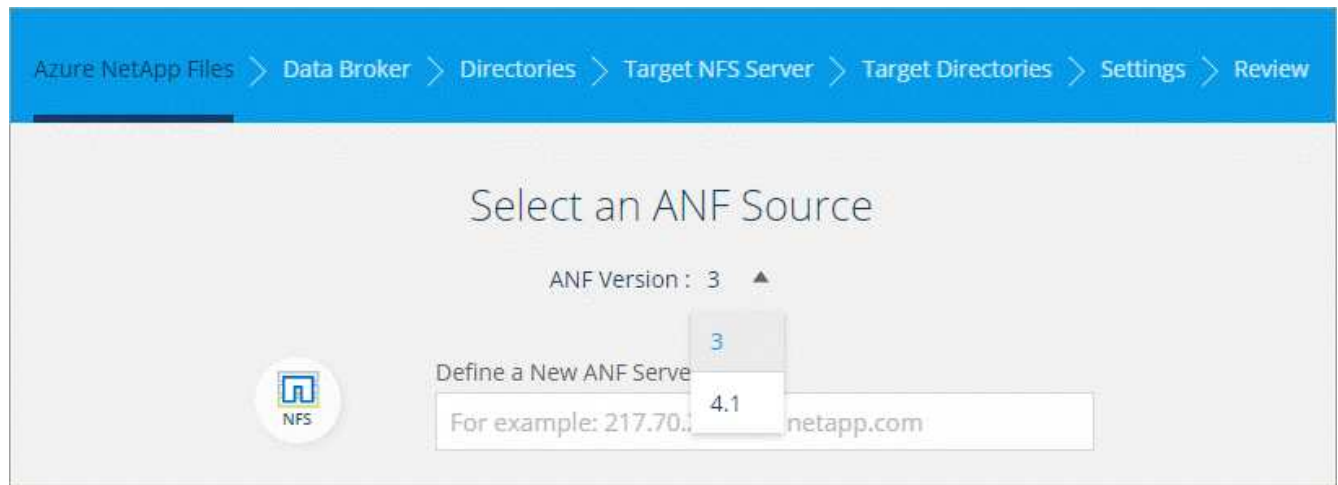 Azure NetApp Files > Data Broker > Directories > Target NFS Server > Target Directories > Settings > Review
Select an ANF Source
ANF Version : 3
3
Define a New ANF Serve
4.1
NFS
For example: 217.70. netapp.com